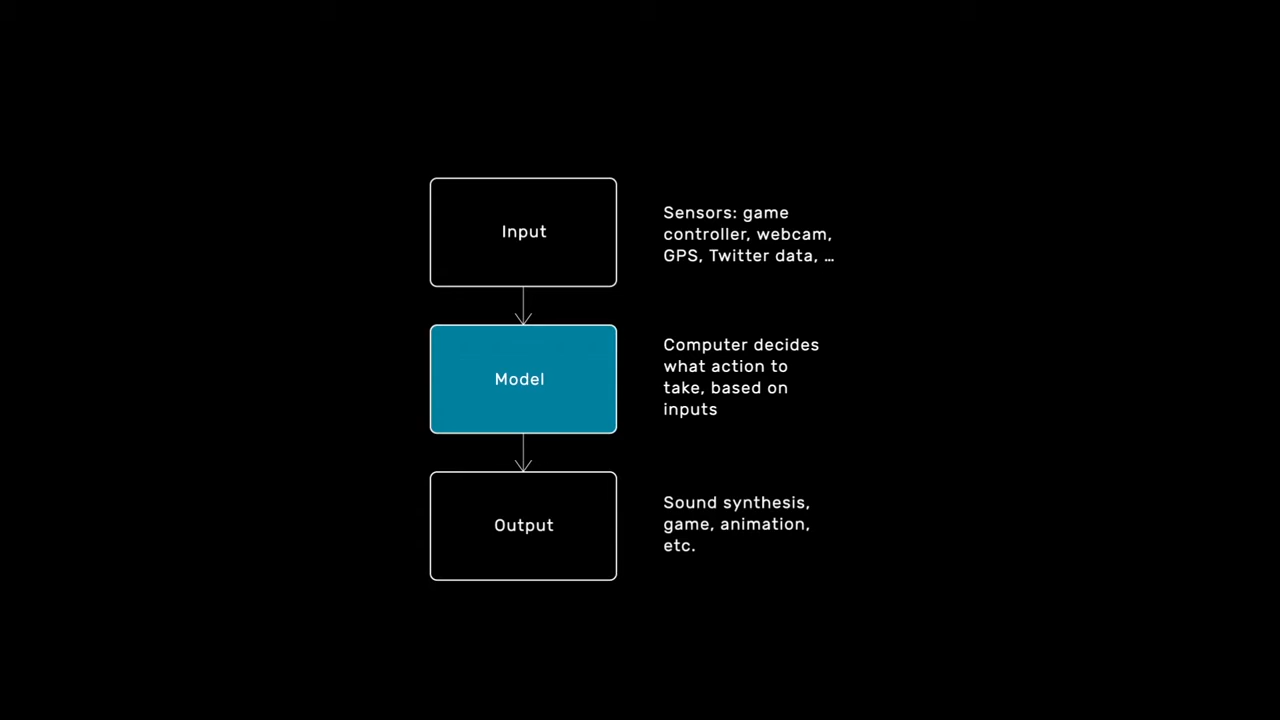 Input
Sensors: game
controller, webcam,
GPS, Twitter data, ...
Model
Computer decides
what action to
take, based on
inputs
Output
Sound synthesis,
game, animation,
etc.